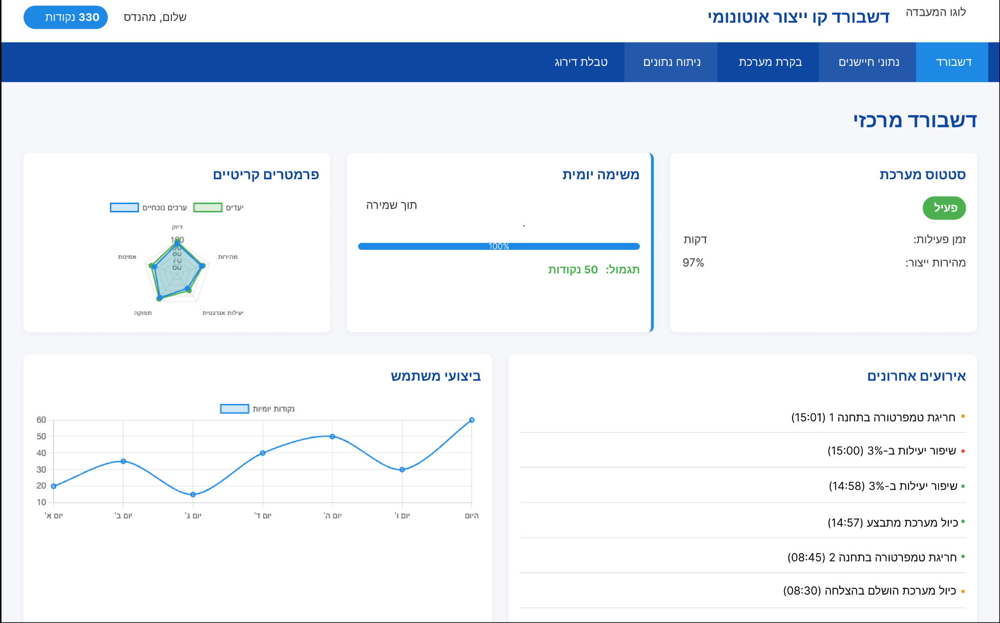 לוגו המעבדה
דשבורד קו ייצור אוטונומי
שלום, מהנדס
330 נקודות
דשבורד
נתוני חיישנים
בקרת מערכת
ניתוח נתונים
טבלת דירוג
דשבורד מרכזי
סטטוס מערכת
פעיל
זמן פעילות: דקות
מהירות ייצור: 97%
משימה יומית
תוך שמירה
.
100%
תגמול: 50 נקודות
פרמטרים קריטיים
יעדים
ערכים נוכחיים
דיוק
100
90
80
70
60
מהירות
אמינות
יעילות אנרגטית
תפוקה
אירועים אחרונים
• חריגת טמפרטורה בתחנה 1 (15:01)
• שיפור יעילות ב-3% (15:00)
• שיפור יעילות ב-3% (14:58)
• כיול מערכת מתבצע (14:57)
• חריגת טמפרטורה בתחנה 2 (08:45)
• כיול מערכת הושלם בהצלחה (08:30)
ביצועי משתמש
נקודות יומיות
60
50
40
30
20
10
יום א'
יום ב'
יום ג'
יום ד'
יום ה'
יום ו'
היום